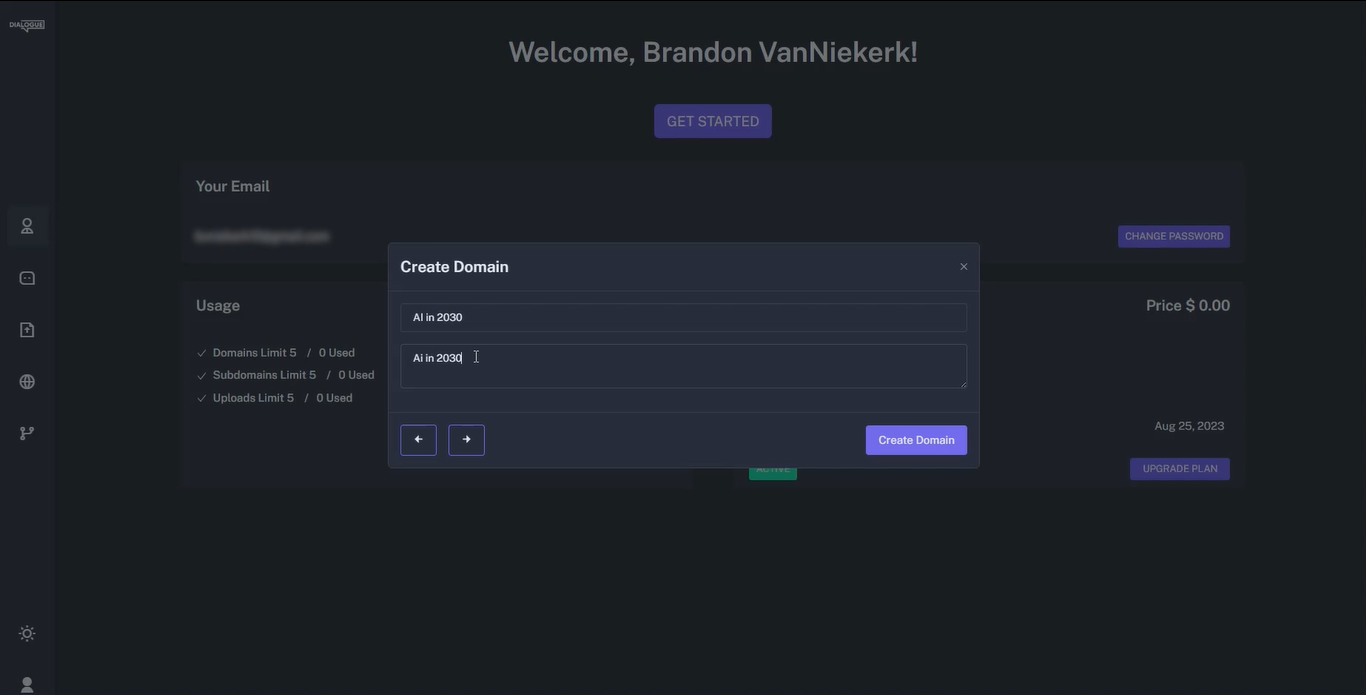 DIALOGUE
Welcome, Brandon VanNiekerk!
GET STARTED
Your Email
CHANGE PASSWORD
Create Domain
×
AI in 2030
Ai in 2030
← →
Create Domain
Usage
Domains Limit 5 / 0 Used
Subdomains Limit 5 / 0 Used
Uploads Limit 5 / 0 Used
Price $ 0.00
Aug 25, 2023
ACTIVE
UPGRADE PLAN